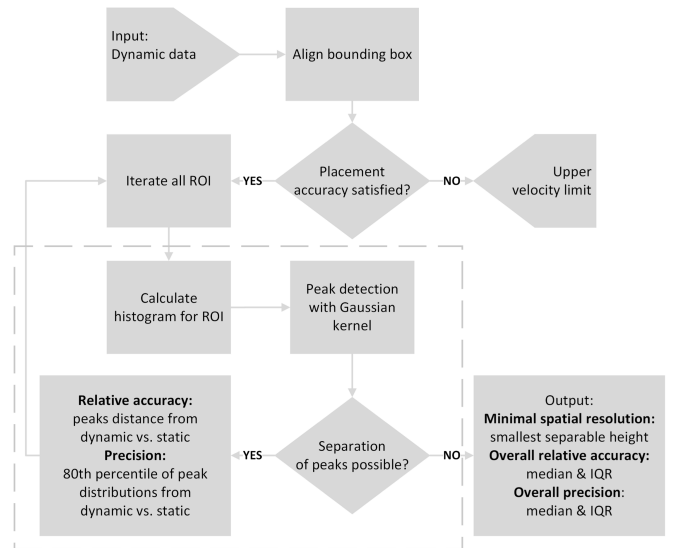 Input:
Dynamic data
Align bounding box
Iterate all ROI
YES
Placement
accuracy satisfied?
NO
Upper
velocity limit
Calculate
histogram for ROI
Peak detection
with Gaussian
kernel
Relative accuracy:
peaks distance from
dynamic vs. static
Precision:
80th percentile of peak
distributions from
dynamic vs. static
YES
Separation
of peaks possible?
NO
Output:
Minimal spatial resolution:
smallest separable height
Overall relative accuracy:
median & IQR
Overall precision:
median & IQR